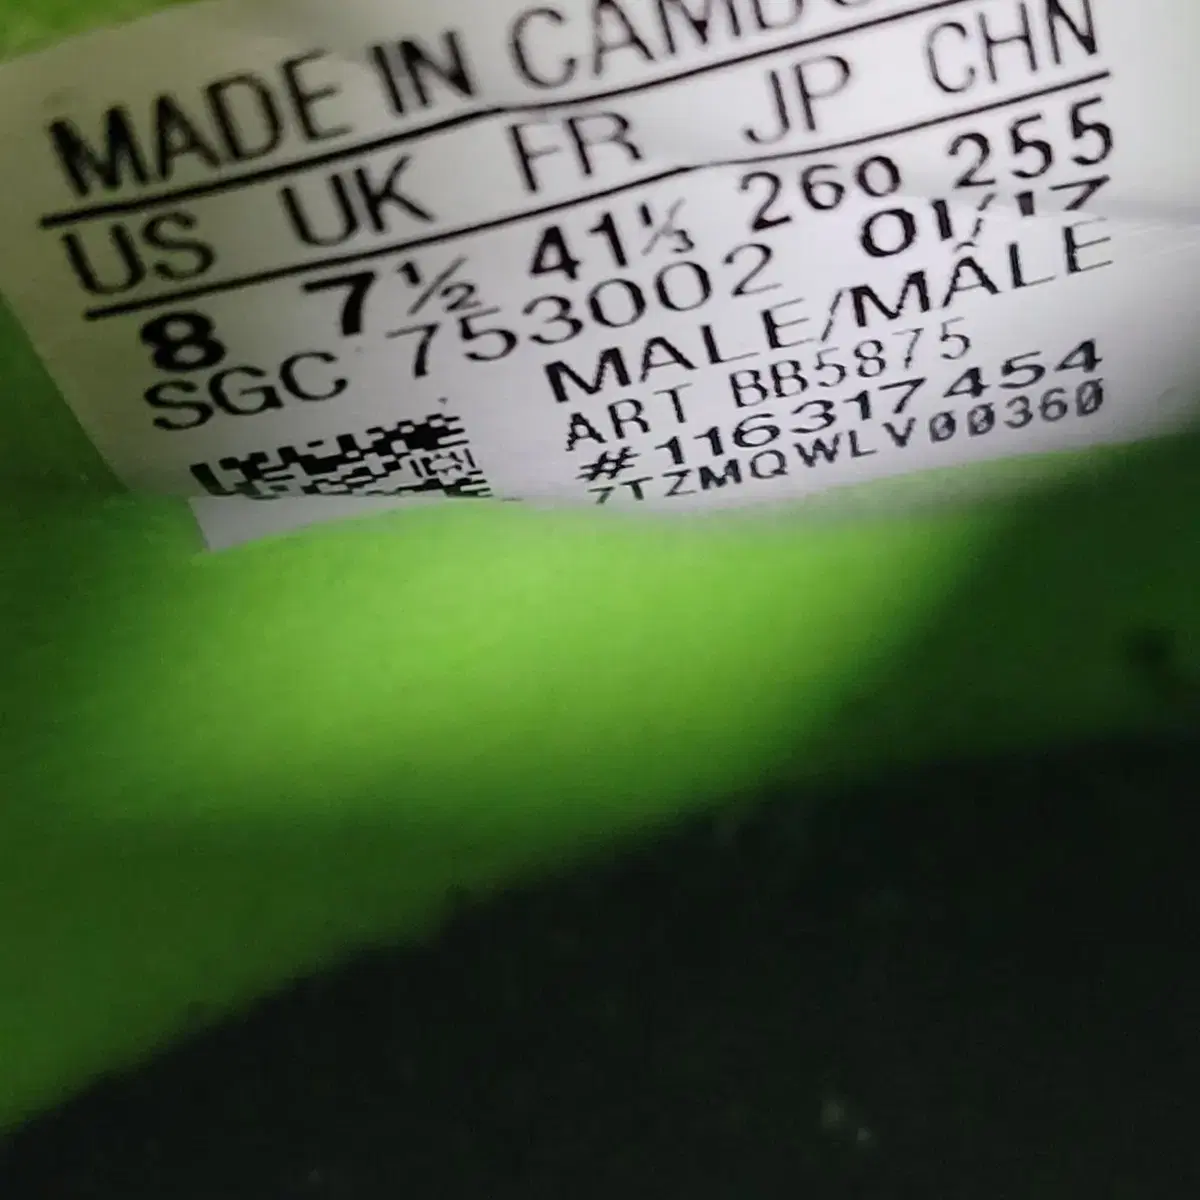 MADE IN
US UK FR JP CHN
8 7½ 41⅓ 260 255
SGC 753002 01/17
MALE/MÂLE
ART BB5875
#116317454
7TZMQWLV00360